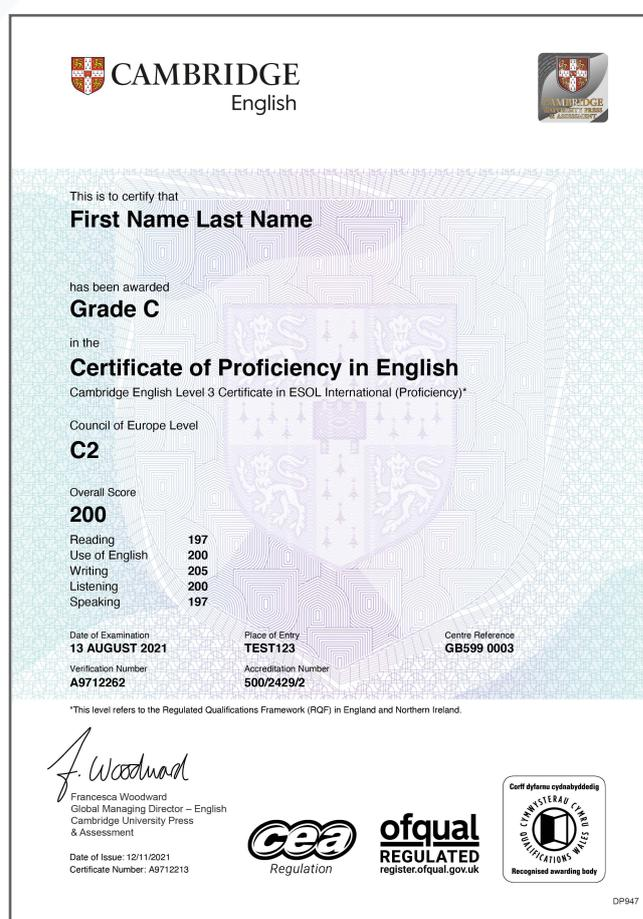 CAMBRIDGE
English
CAMBRIDGE
UNIVERSITY PRESS
& ASSESSMENT
This is to certify that
First Name Last Name
has been awarded
Grade C
in the
Certificate of Proficiency in English
Cambridge English Level 3 Certificate in ESOL International (Proficiency)*
Council of Europe Level
C2
Overall Score
200
Reading 197
Use of English 200
Writing 205
Listening 200
Speaking 197
Date of Examination Place of Entry Centre Reference
13 AUGUST 2021 TEST123 GB599 0003
Verification Number Accreditation Number
A9712262 500/2429/2
*This level refers to the Regulated Qualifications Framework (RQF) in England and Northern Ireland.
F. Woodward
Francesca Woodward
Global Managing Director – English
Cambridge University Press
& Assessment
Date of Issue: 12/11/2021
Certificate Number: A9712213
cea
Regulation
ofqual
REGULATED
register.ofqual.gov.uk
Corff dyfarnu cydnabyddedig
CYMWYSTERAU CYMRU
QUALIFICATIONS WALES
Recognised awarding body
DP947